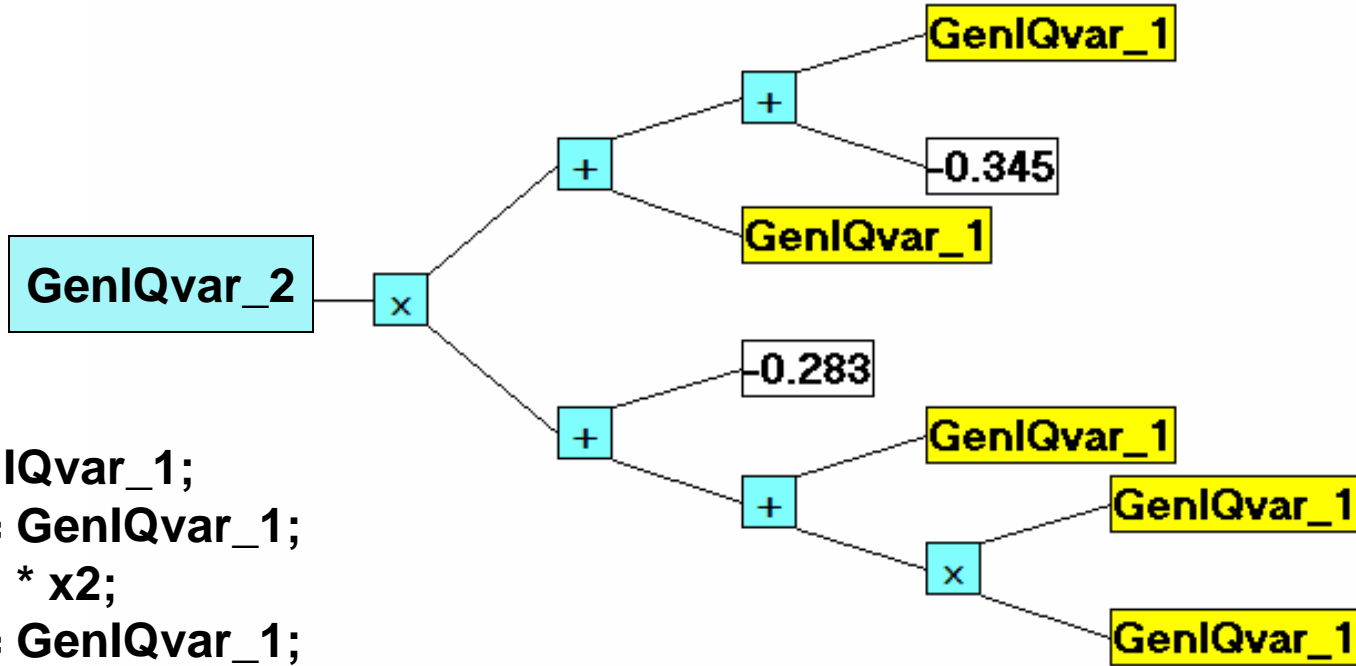 GenIQvar_1
+
-0.345
+
GenIQvar_1
GenIQvar_2
x
-0.283
+
GenIQvar_1
+
GenIQvar_1
x
GenIQvar_1
IQvar_1;
= GenIQvar_1;
* x2;
= GenIQvar_1;